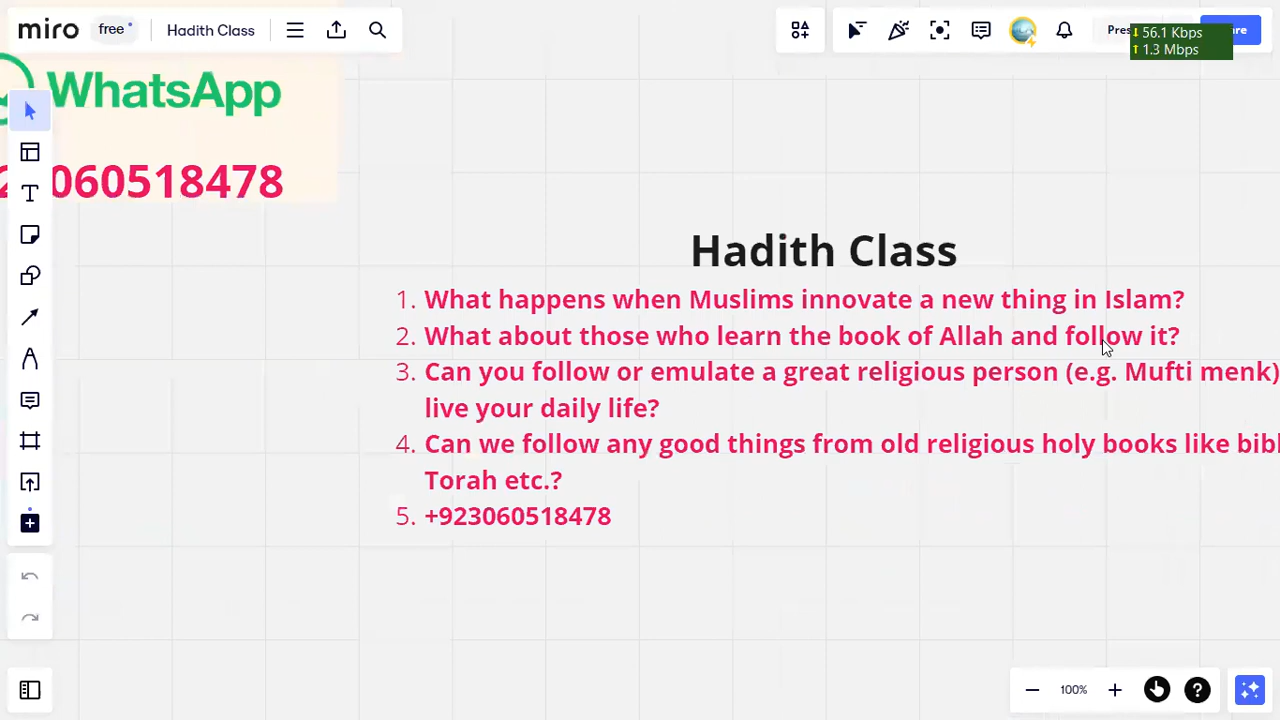 miro free Hadith Class
Pres
↓ 56.1 Kbps
↑ 1.3 Mbps
WhatsApp
060518478
Hadith Class
1. What happens when Muslims innovate a new thing in Islam?
2. What about those who learn the book of Allah and follow it?
3. Can you follow or emulate a great religious person (e.g. Mufti menk)
live your daily life?
4. Can we follow any good things from old religious holy books like bibl
Torah etc.?
5. +923060518478
100%